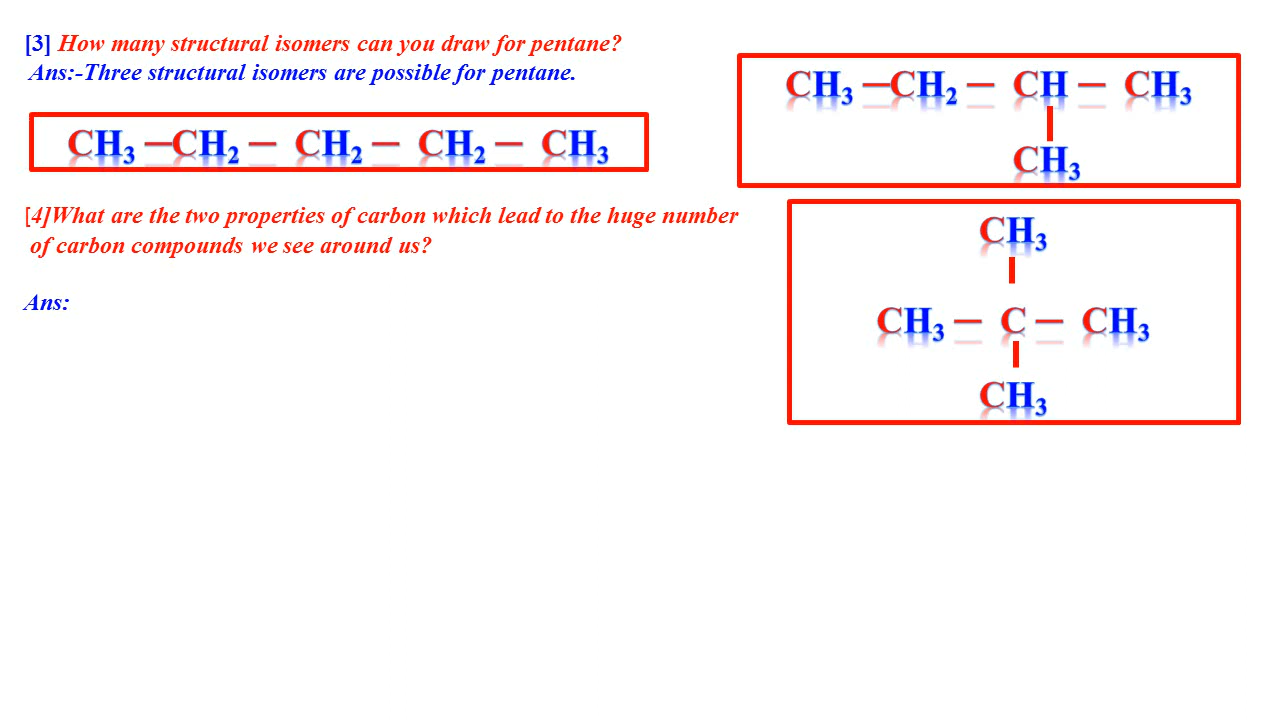 [3] How many structural isomers can you draw for pentane?
Ans:-Three structural isomers are possible for pentane.
CH₃ —CH₂ — CH₂ — CH₂ — CH₃
CH₃ —CH₂ — CH — CH₃
|
CH₃
[4]What are the two properties of carbon which lead to the huge number
of carbon compounds we see around us?
Ans:
CH₃
|
CH₃ — C — CH₃
|
CH₃